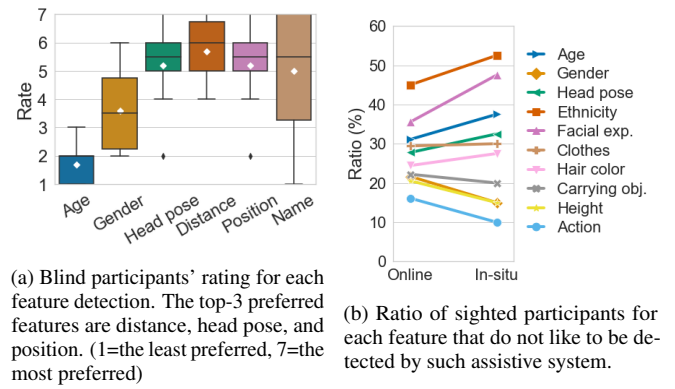 7
6
5
4
3
2
1
Rate
Age
Gender
Head pose
Distance
Position
Name
(a) Blind participants' rating for each
feature detection. The top-3 preferred
features are distance, head pose, and
position. (1=the least preferred, 7=the
most preferred)
60
50
40
30
20
10
0
Ratio (%)
Online
In-situ
Age
Gender
Head pose
Ethnicity
Facial exp.
Clothes
Hair color
Carrying obj.
Height
Action
(b) Ratio of sighted participants for
each feature that do not like to be de-
tected by such assistive system.